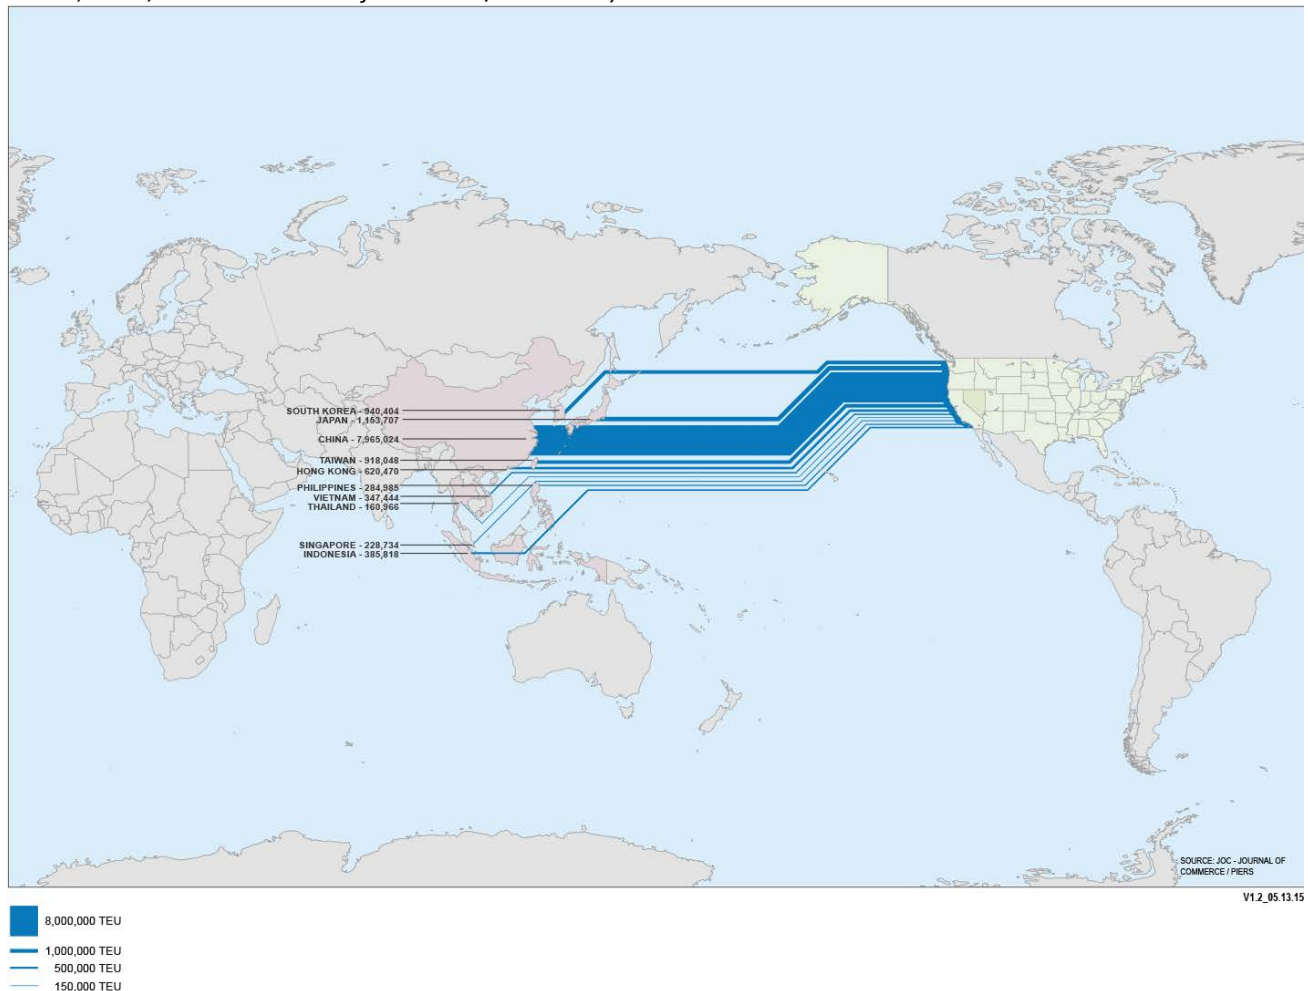 SOUTH KOREA - 940,404
JAPAN - 1,153,707
CHINA - 7,965,024
TAIWAN - 918,048
HONG KONG - 620,470
PHILIPPINES - 284,985
VIETNAM - 347,444
THAILAND - 160,966
SINGAPORE - 228,734
INDONESIA - 385,818
SOURCE: JOC - JOURNAL OF
COMMERCE / PIERS
V1.2_05.13.15
8,000,000 TEU
1,000,000 TEU
500,000 TEU
150,000 TEU